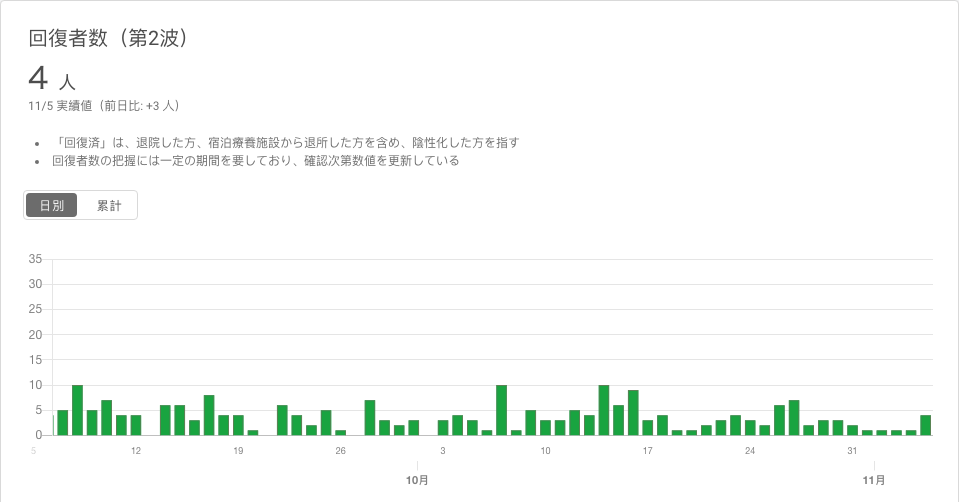 回復者数（第2波）
4 人
11/5 実績値（前日比: +3 人）
• 「回復済」は、退院した方、宿泊療養施設から退所した方を含め、陰性化した方を指す
• 回復者数の把握には一定の期間を要しており、確認次第数値を更新している
日別 累計
35
30
25
20
15
10
5
0
5 12 19 26 3 10 17 24 31
10月 11月